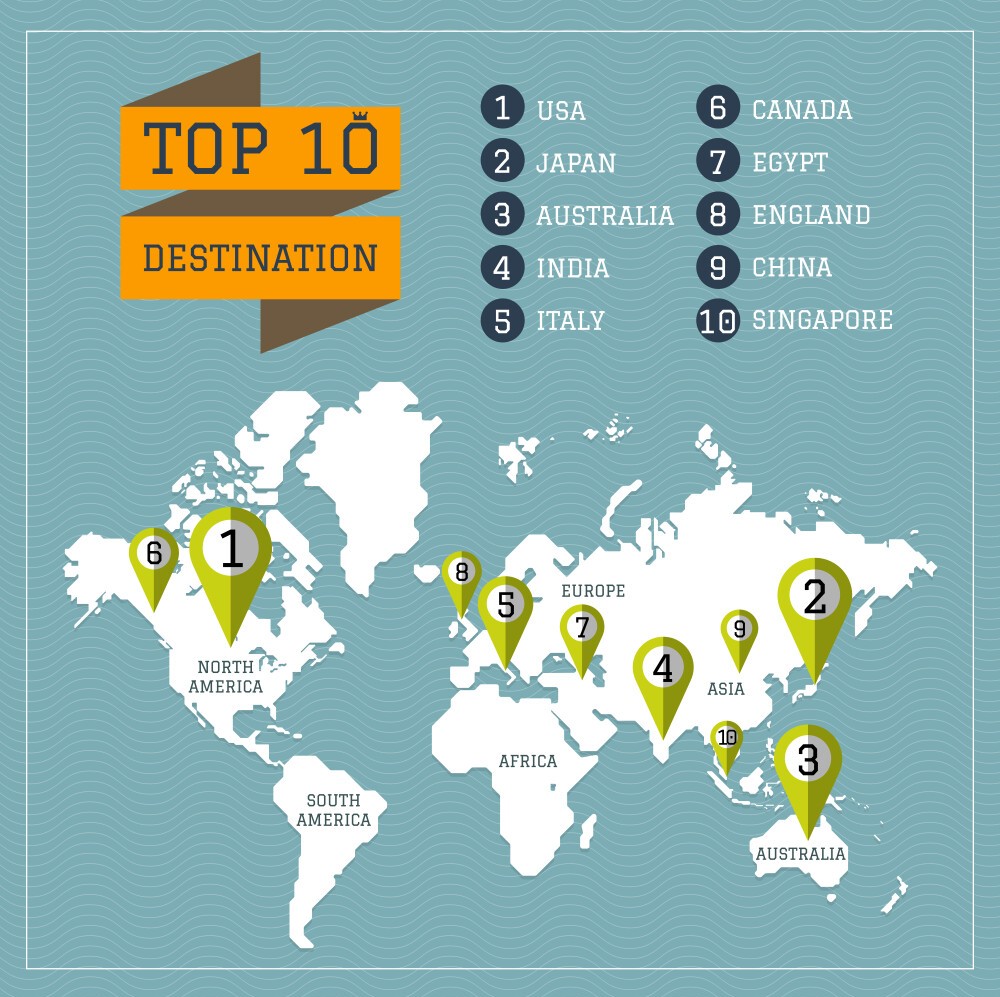 TOP 10
DESTINATION
1 USA
2 JAPAN
3 AUSTRALIA
4 INDIA
5 ITALY
6 CANADA
7 EGYPT
8 ENGLAND
9 CHINA
10 SINGAPORE
6
1
8
5
EUROPE
7
9
2
4
NORTH
AMERICA
ASIA
10
3
AFRICA
SOUTH
AMERICA
AUSTRALIA